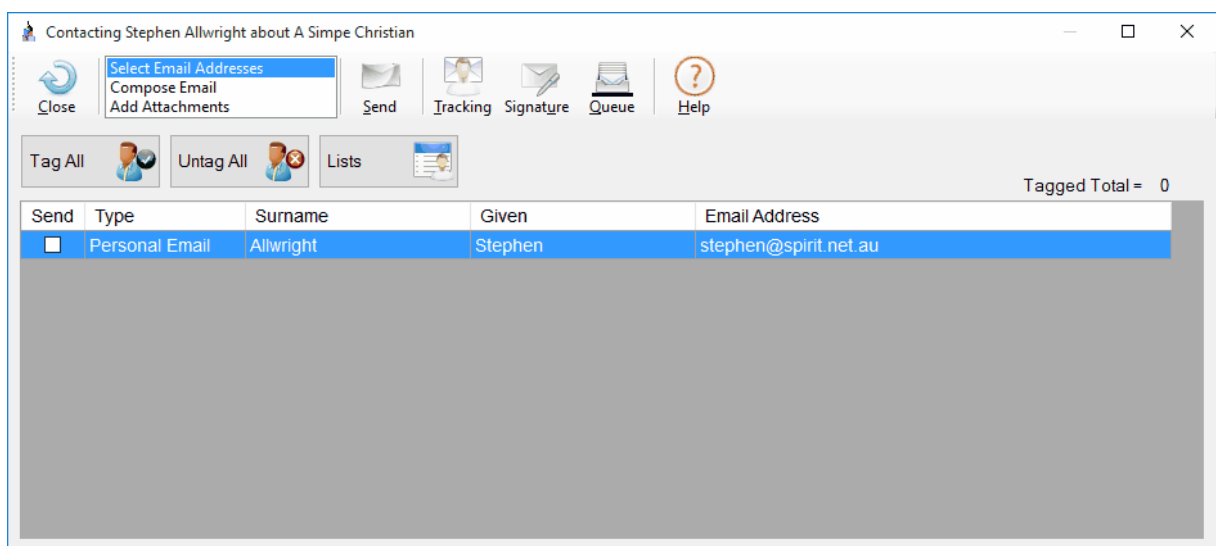 Contacting Stephen Allwright about A Simpe Christian
Select Email Addresses
Compose Email
Add Attachments
Close Send Tracking Signature Queue ? Help
Tag All Untag All Lists
Tagged Total = 0
Send Type Surname Given Email Address
Personal Email Allwright Stephen stephen@spirit.net.au